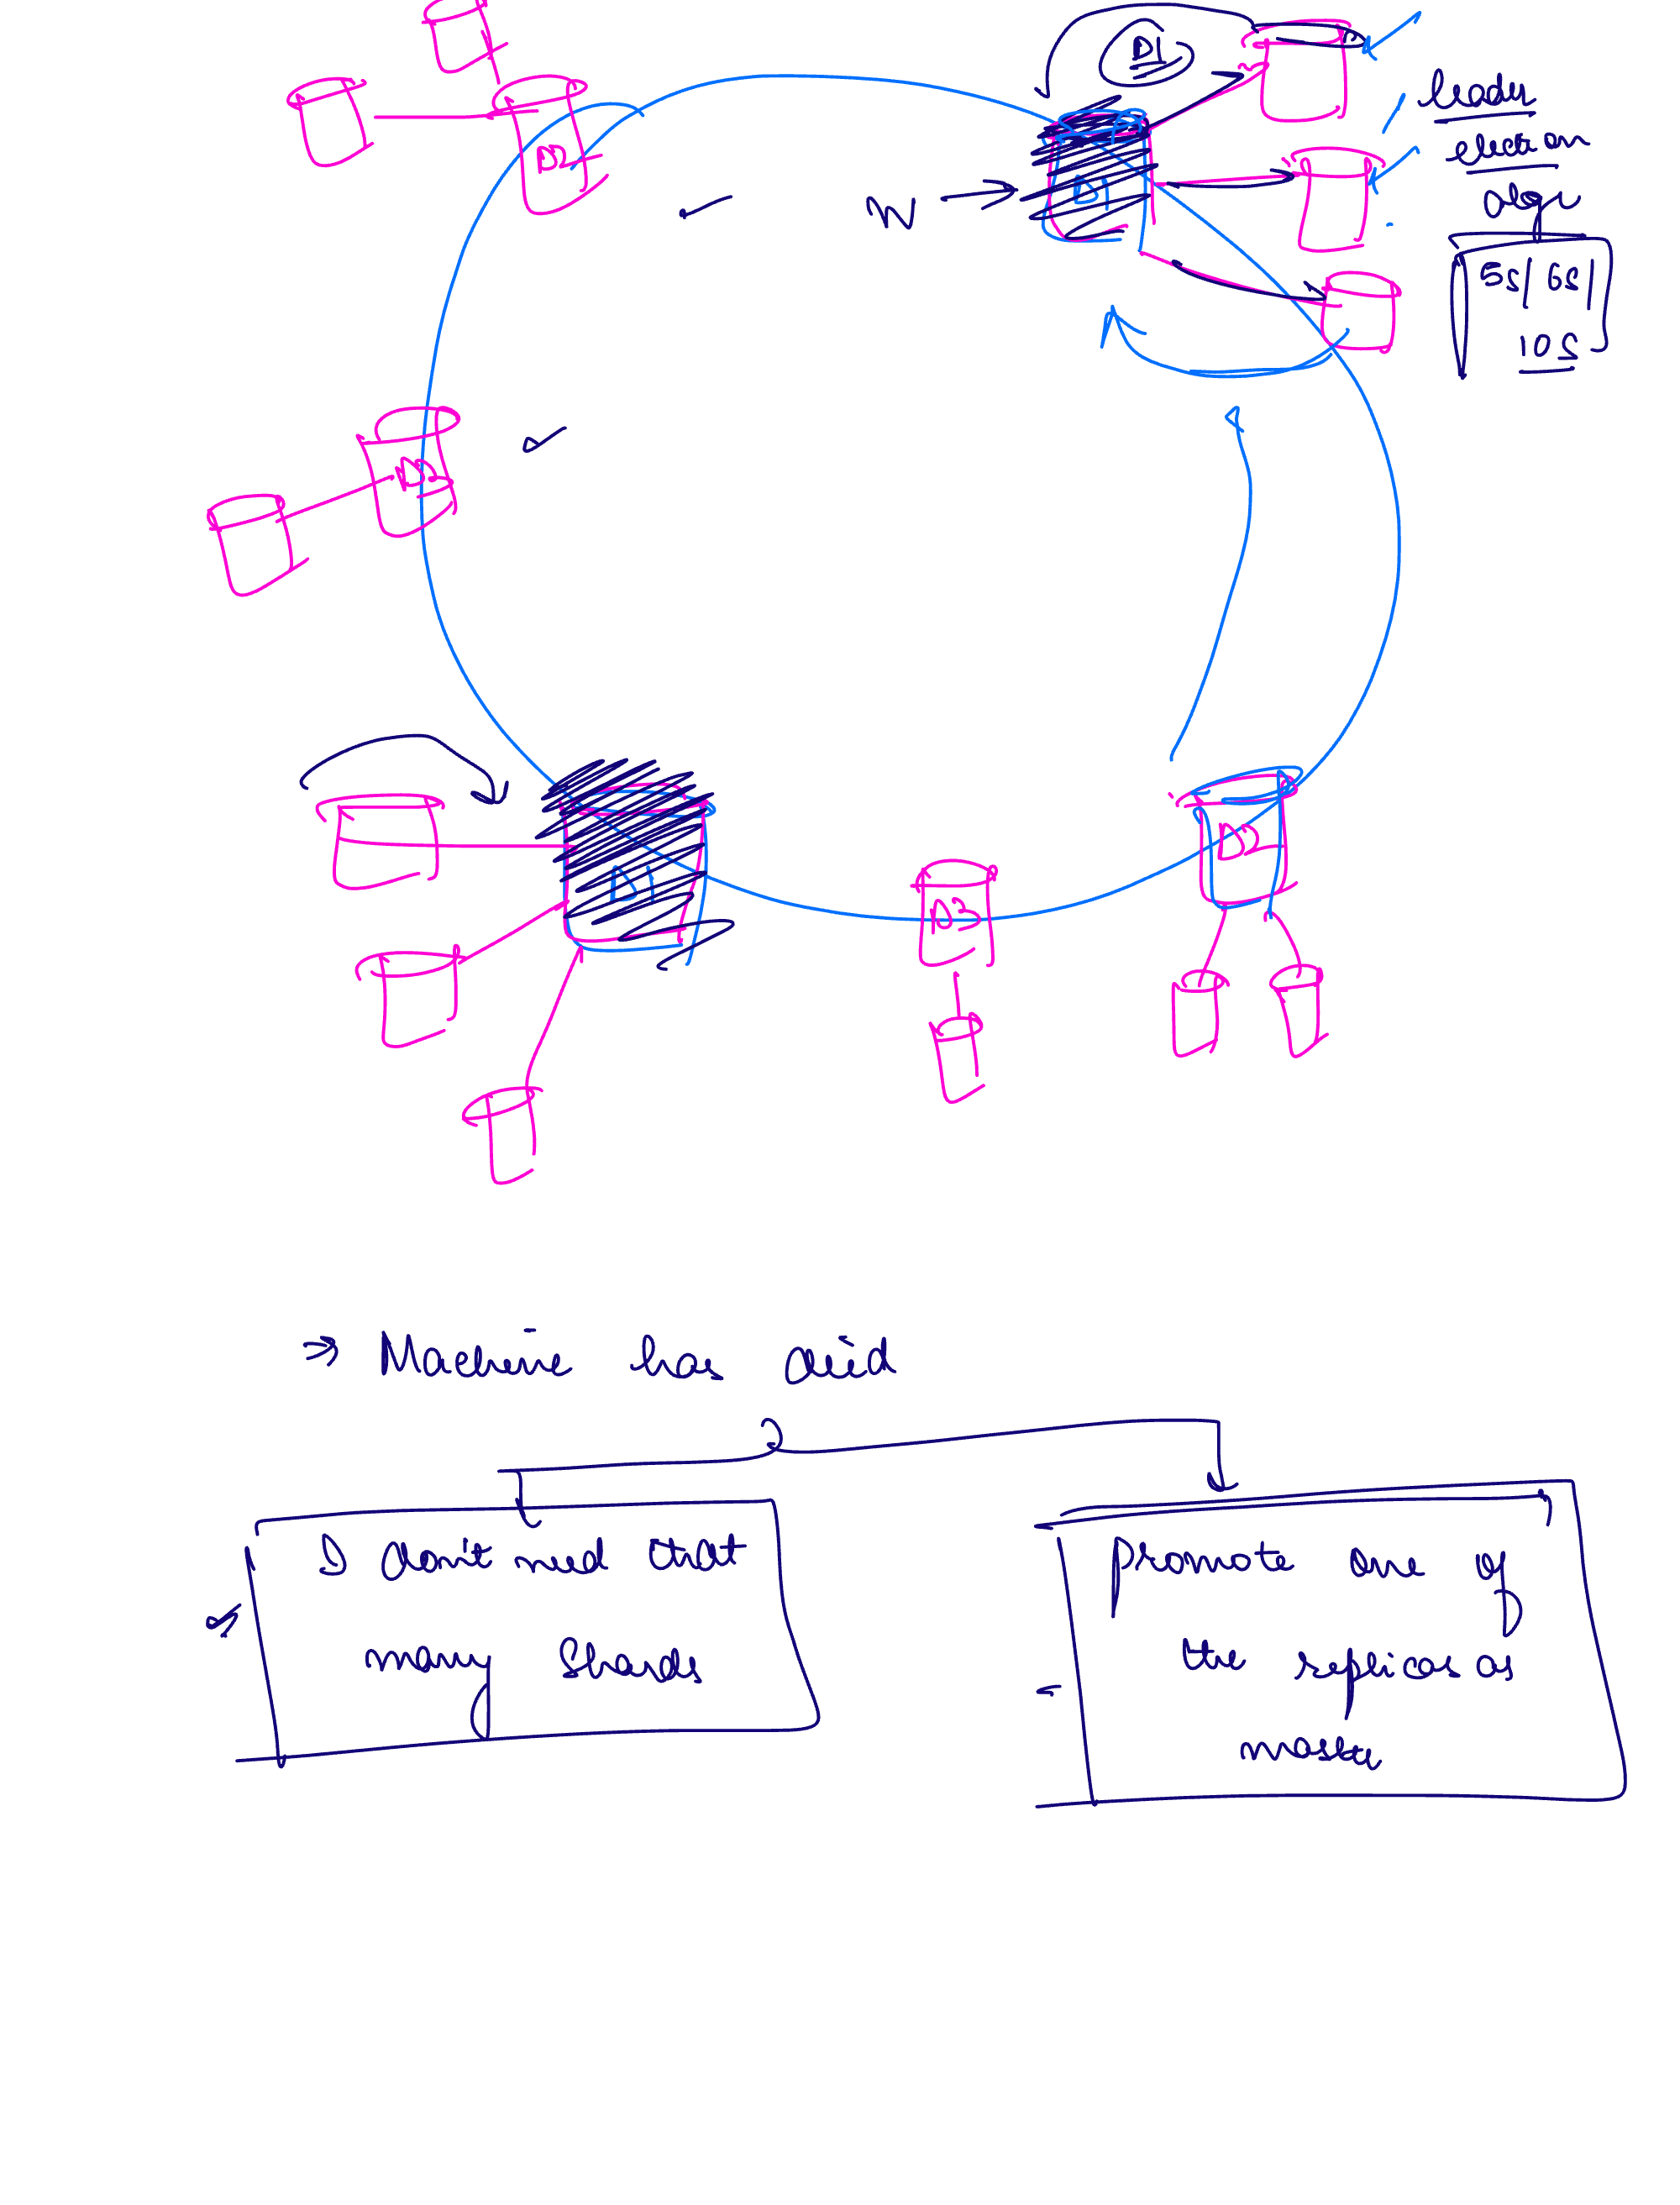 D1
leader
election
algo
5s/ 6s/
10s
D2
W
D1
D3
D1
D2
D3
⇒ Machine has died
I don't need that
many shards
Promote one of
the replicas as
master